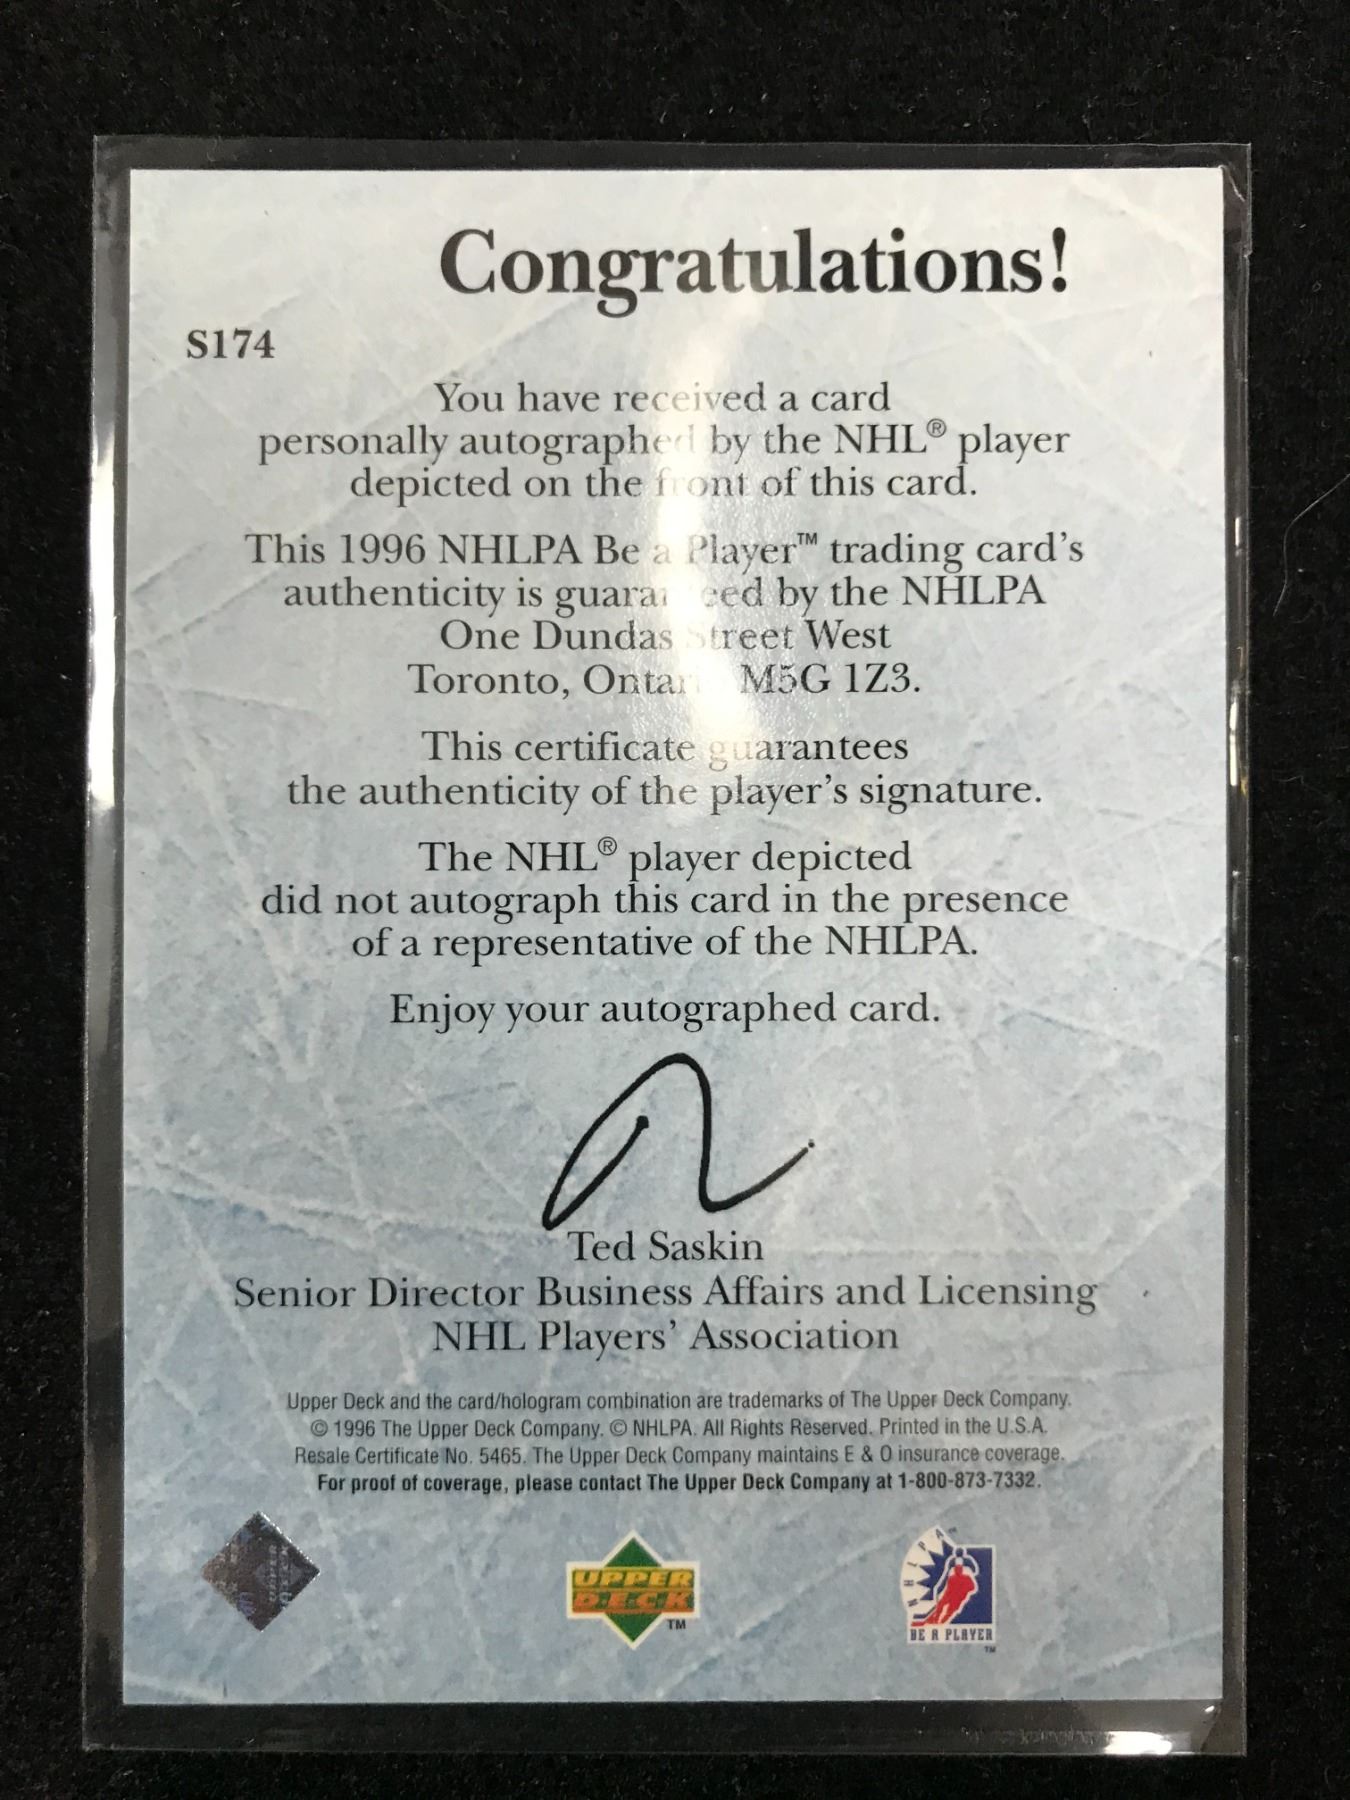 Congratulations!
S174
You have received a card
personally autographed by the NHL® player
depicted on the front of this card.
This 1996 NHLPA Be a Player™ trading card's
authenticity is guaranteed by the NHLPA
One Dundas Street West
Toronto, Ontario M5G 1Z3.
This certificate guarantees
the authenticity of the player's signature.
The NHL® player depicted
did not autograph this card in the presence
of a representative of the NHLPA.
Enjoy your autographed card.
Ted Saskin
Senior Director Business Affairs and Licensing
NHL Players' Association
Upper Deck and the card/hologram combination are trademarks of The Upper Deck Company.
© 1996 The Upper Deck Company. © NHLPA. All Rights Reserved. Printed in the U.S.A.
Resale Certificate No. 5465. The Upper Deck Company maintains E & O insurance coverage.
For proof of coverage, please contact The Upper Deck Company at 1-800-873-7332.
UPPER
DECK
TM
NHLPA
BE A PLAYER
TM